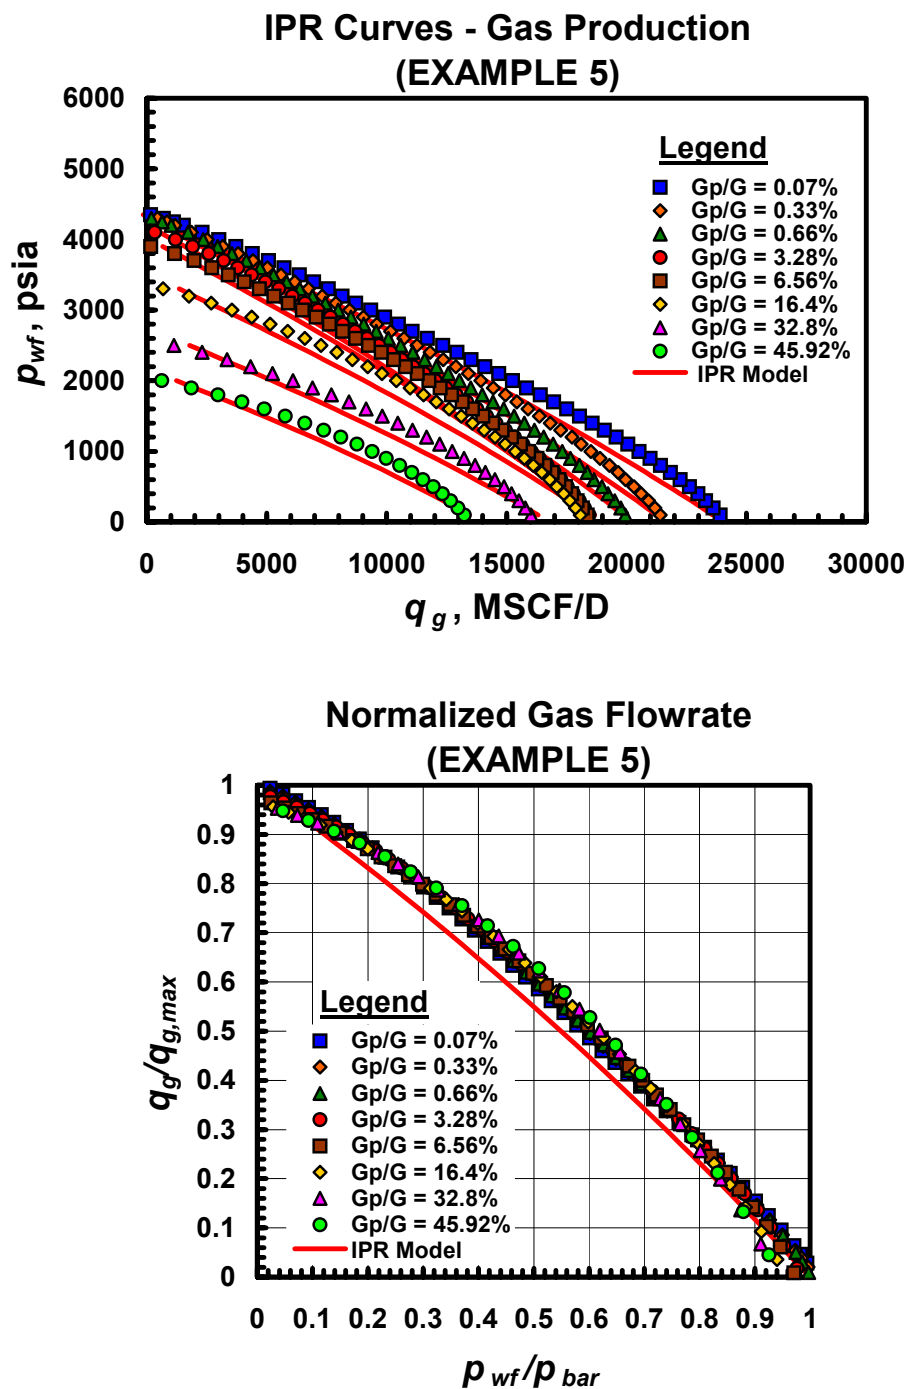 IPR Curves - Gas Production
(EXAMPLE 5)
6000
5000
4000
3000
2000
1000
0
p wf , psia
Legend
Gp/G = 0.07%
Gp/G = 0.33%
Gp/G = 0.66%
Gp/G = 3.28%
Gp/G = 6.56%
Gp/G = 16.4%
Gp/G = 32.8%
Gp/G = 45.92%
IPR Model
0 5000 10000 15000 20000 25000 30000
q g , MSCF/D
Normalized Gas Flowrate
(EXAMPLE 5)
1
0.9
0.8
0.7
0.6
0.5
0.4
0.3
0.2
0.1
0
q g /q g,max
Legend
Gp/G = 0.07%
Gp/G = 0.33%
Gp/G = 0.66%
Gp/G = 3.28%
Gp/G = 6.56%
Gp/G = 16.4%
Gp/G = 32.8%
Gp/G = 45.92%
IPR Model
0 0.1 0.2 0.3 0.4 0.5 0.6 0.7 0.8 0.9 1
p wf /p bar